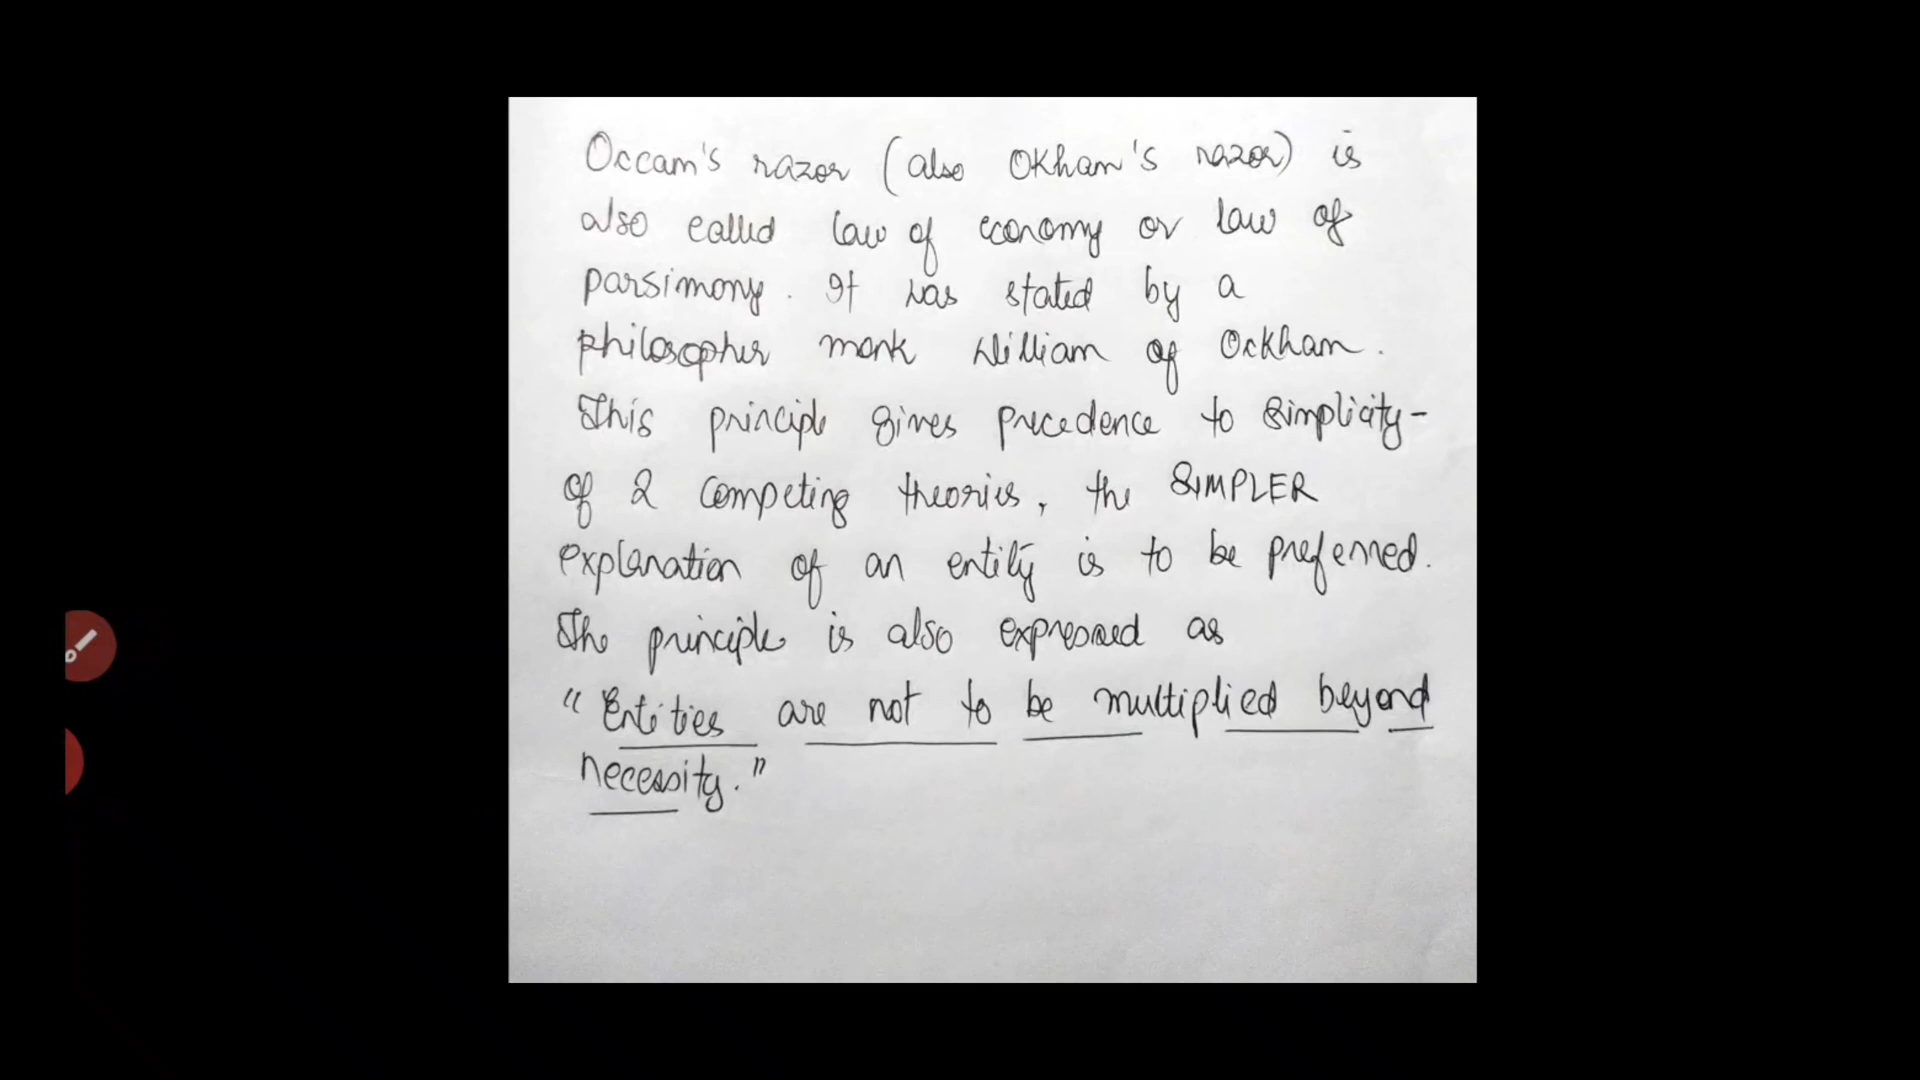 Occam's razor (also Okham's razor) is
also called law of economy or law of
parsimony. It was stated by a
philosopher monk William of Ockham.
This principle gives precedence to simplicity-
of 2 competing theories, the SIMPLER
explanation of an entity is to be preferred.
The principle is also expressed as
"Entities are not to be multiplied beyond
necessity."